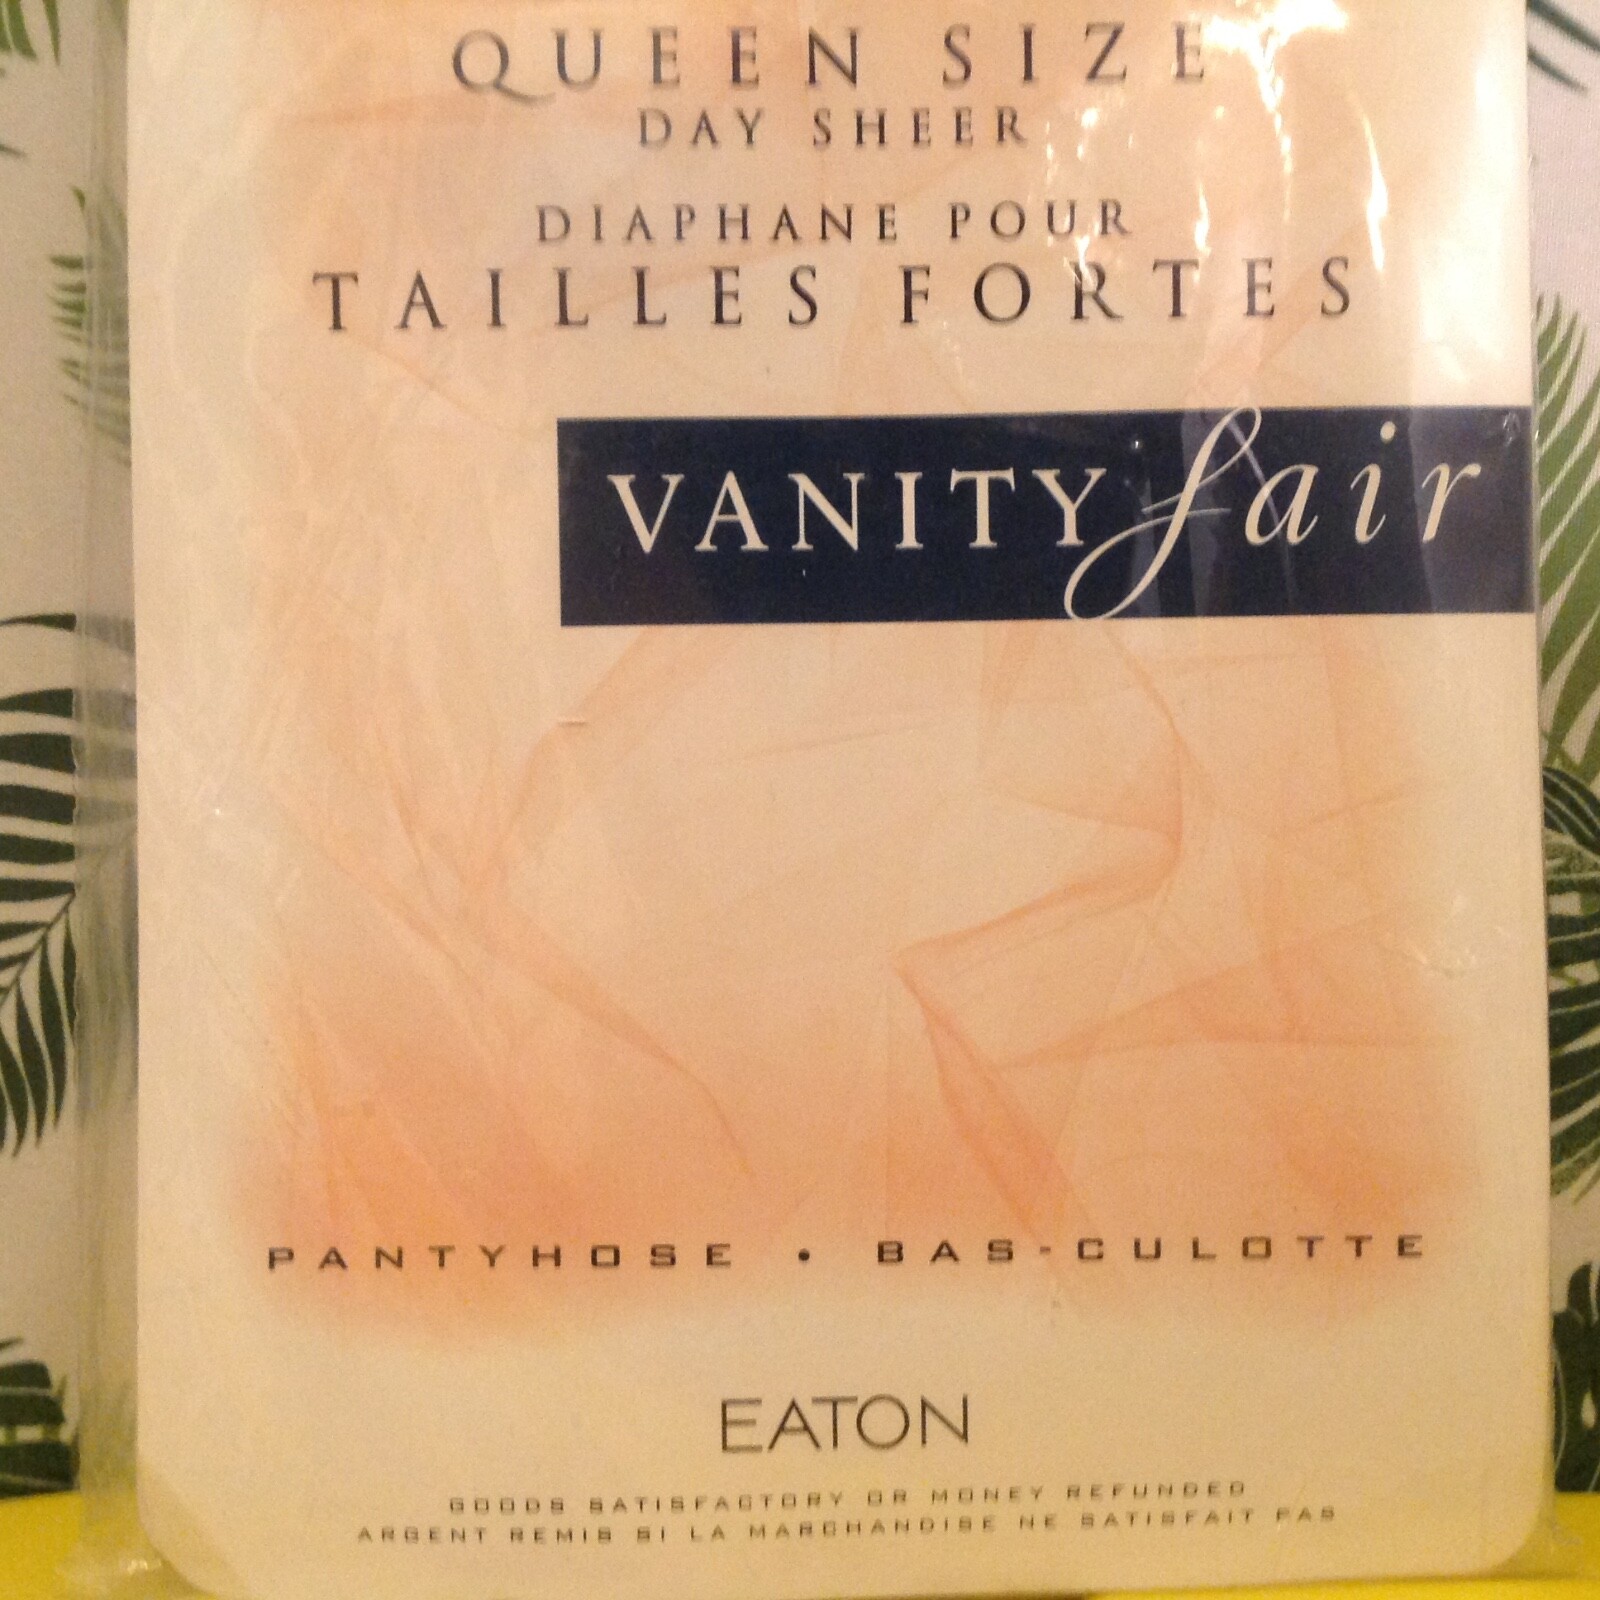 QUEEN SIZE
DAY SHEER
DIAPHANE POUR
TAILLES FORTES
VANITY fair
PANTYHOSE • BAS-CULOTTE
EATON
GOODS SATISFACTORY OR MONEY REFUNDED
ARGENT REMIS SI LA MARCHANDISE NE SATISFAIT PAS